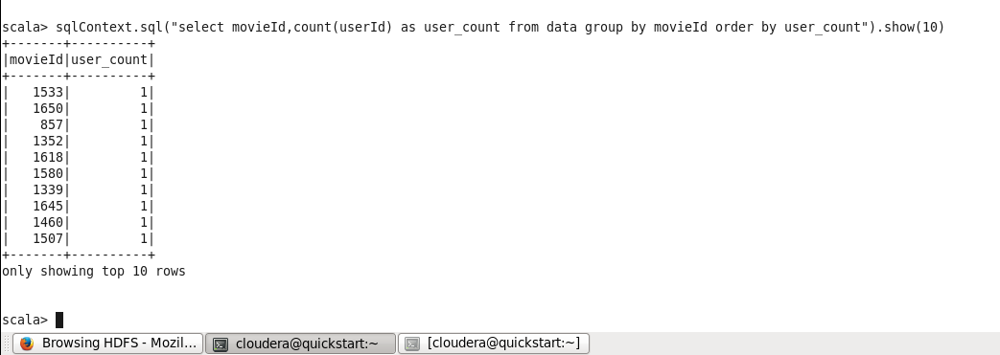 scala> sqlContext.sql("select movieId,count(userId) as user_count from data group by movieId order by user_count").show(10)
+-------+----------+
|movieId|user_count|
+-------+----------+
|   1533|         1|
|   1650|         1|
|    857|         1|
|   1352|         1|
|   1618|         1|
|   1580|         1|
|   1339|         1|
|   1645|         1|
|   1460|         1|
|   1507|         1|
+-------+----------+
only showing top 10 rows
scala>
Browsing HDFS - Mozil... cloudera@quickstart:~ [cloudera@quickstart:~]